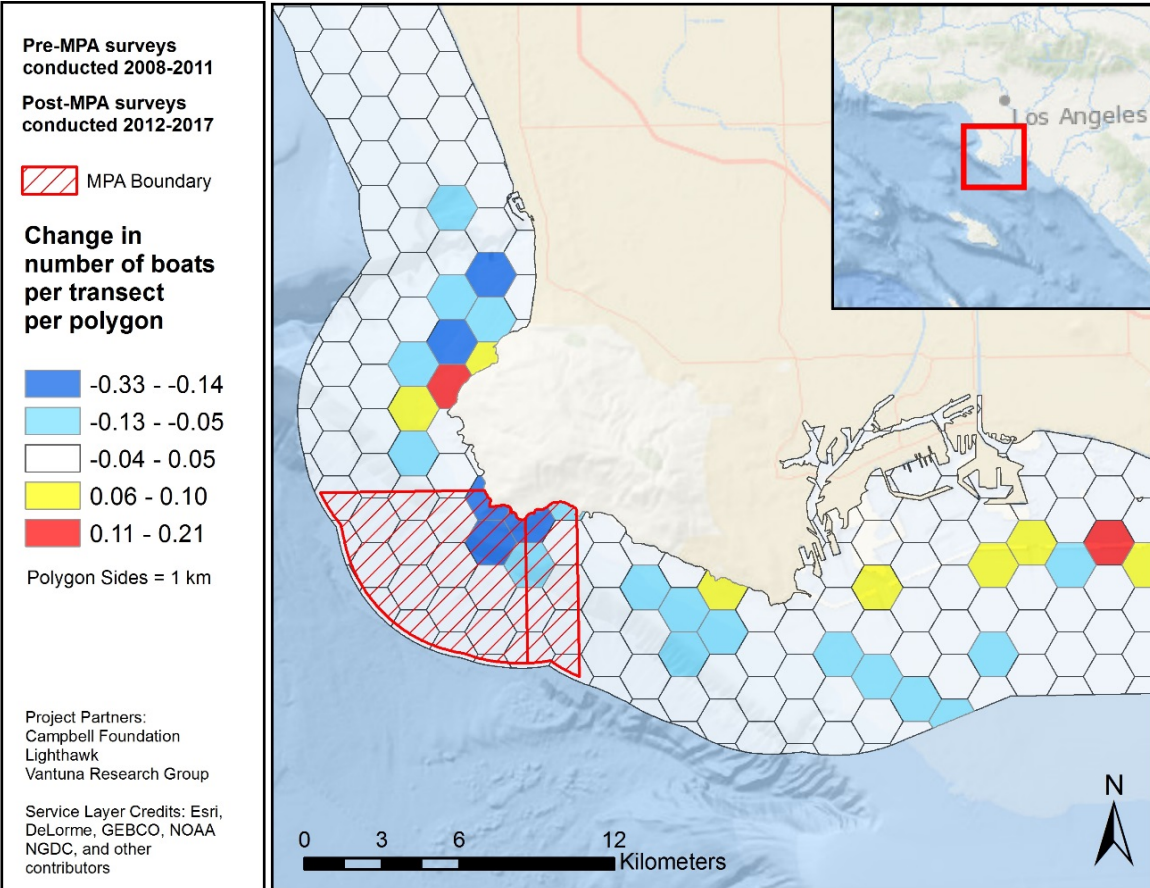 Pre-MPA surveys
conducted 2008-2011
Post-MPA surveys
conducted 2012-2017
MPA Boundary
Change in
number of boats
per transect
per polygon
-0.33 - -0.14
-0.13 - -0.05
-0.04 - 0.05
0.06 - 0.10
0.11 - 0.21
Polygon Sides = 1 km
Project Partners:
Campbell Foundation
Lighthawk
Vantuna Research Group
Service Layer Credits: Esri,
DeLorme, GEBCO, NOAA
NGDC, and other
contributors
Los Angeles
N
0 3 6 12
Kilometers